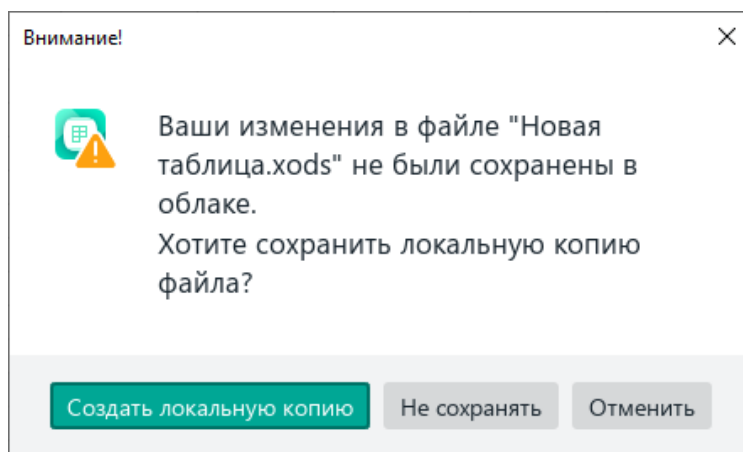 Внимание!
Ваши изменения в файле "Новая
таблица.xods" не были сохранены в
облаке.
Хотите сохранить локальную копию
файла?
Создать локальную копию Не сохранять Отменить